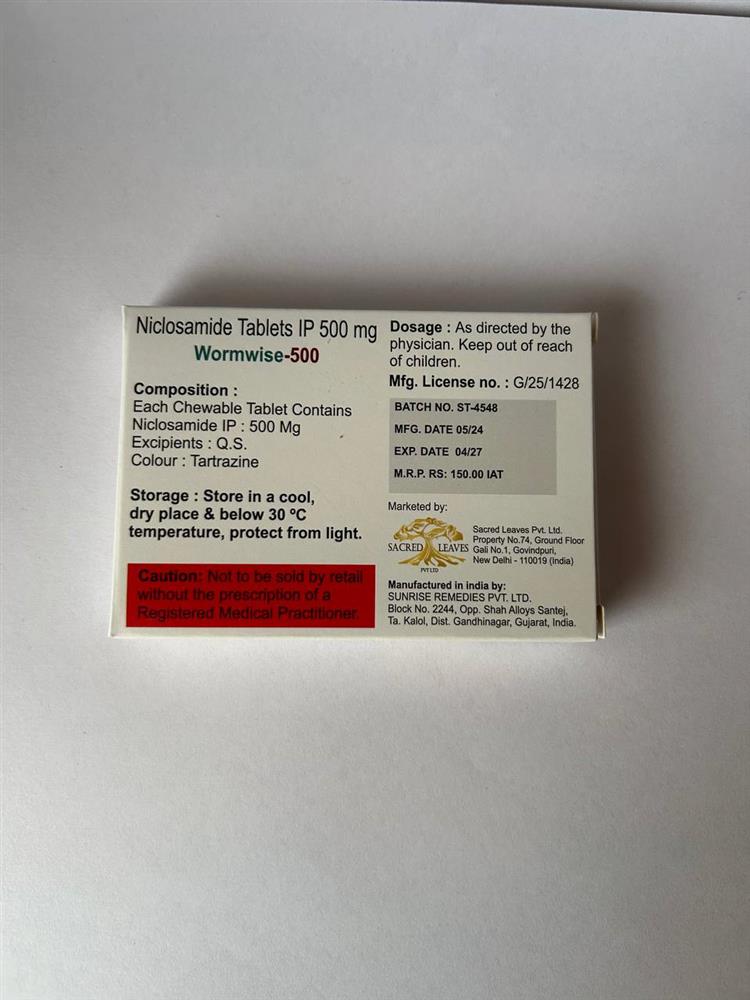 Niclosamide Tablets IP 500 mg
Wormwise-500
Composition :
Each Chewable Tablet Contains
Niclosamide IP : 500 Mg
Excipients : Q.S.
Colour : Tartrazine
Storage : Store in a cool,
dry place & below 30 ºC
temperature, protect from light.
Caution: Not to be sold by retail
without the prescription of a
Registered Medical Practitioner.
Dosage : As directed by the
physician. Keep out of reach
of children.
Mfg. License no. : G/25/1428
BATCH NO. ST-4548
MFG. DATE 05/24
EXP. DATE 04/27
M.R.P. RS: 150.00 IAT
Marketed by:
SACRED LEAVES
PVT LTD
Sacred Leaves Pvt. Ltd.
Property No.74, Ground Floor
Gali No.1, Govindpuri,
New Delhi - 110019 (India)
Manufactured in india by:
SUNRISE REMEDIES PVT. LTD.
Block No. 2244, Opp. Shah Alloys Santej,
Ta. Kalol, Dist. Gandhinagar, Gujarat, India.